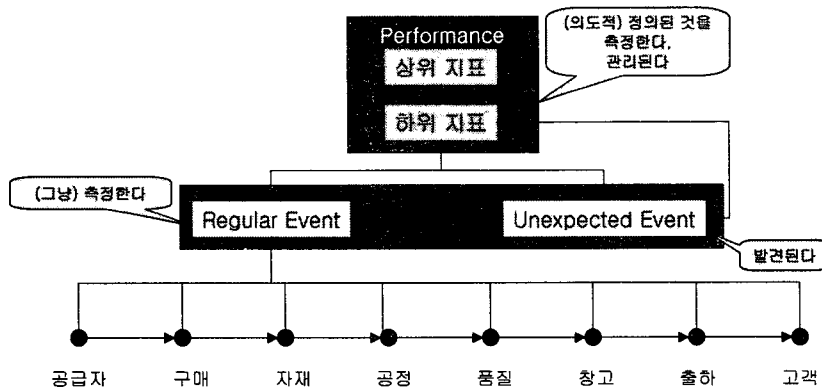 Performance
상위 지표
하위 지표
(의도적) 정의된 것을
측정한다,
관리된다
(그냥) 측정한다
Regular Event
Unexpected Event
발견된다
공급자
구매
자재
공정
품질
창고
출하
고객